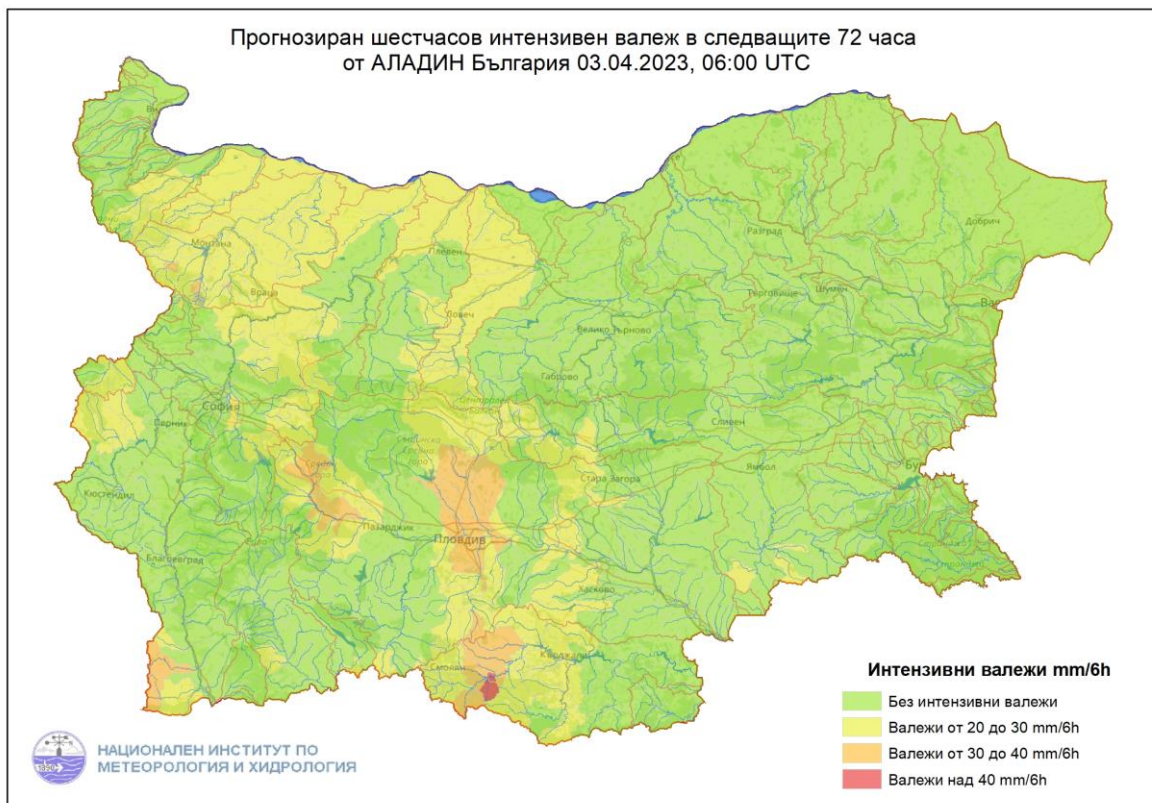 Прогнозиран шестчасов интензивен валеж в следващите 72 часа
от АЛАДИН България 03.04.2023, 06:00 UTC
Добрич
Разград
Монтана
Плевен
Враца
Търговище
Шумен
Ловеч
Велико Търново
Габрово
София
Перник
Сливен
Ямбол
Стара Загора
Кюстендил
Пазарджик
Пловдив
Благоевград
Хасково
Смолян
Кърджали
Интензивни валежи mm/6h
Без интензивни валежи
Валежи от 20 до 30 mm/6h
Валежи от 30 до 40 mm/6h
Валежи над 40 mm/6h
НАЦИОНАЛЕН ИНСТИТУТ ПО
МЕТЕОРОЛОГИЯ И ХИДРОЛОГИЯ
1890